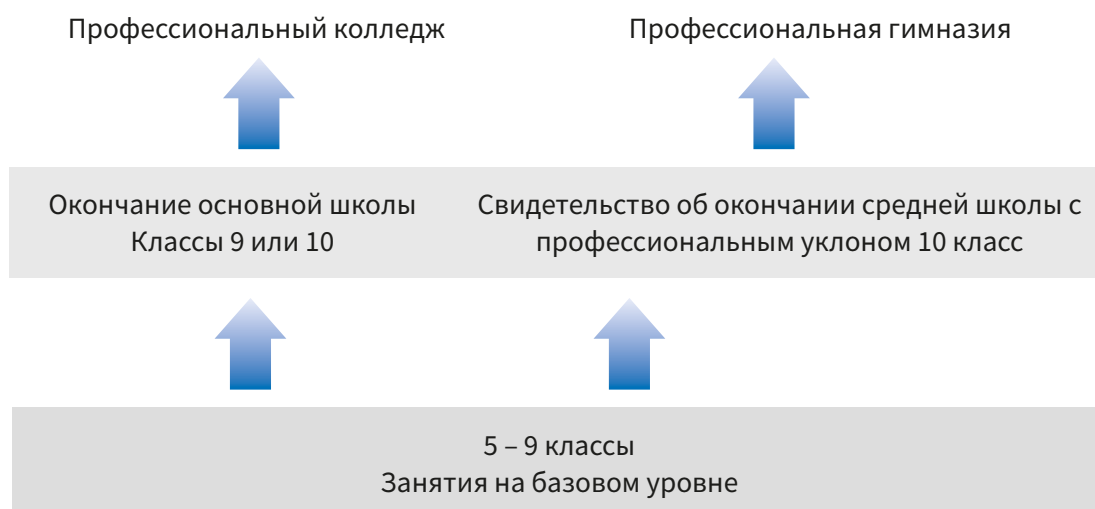 Профессиональный колледж
Профессиональная гимназия
Окончание основной школы
Классы 9 или 10
Свидетельство об окончании средней школы с
профессиональным уклоном 10 класс
5 – 9 классы
Занятия на базовом уровне